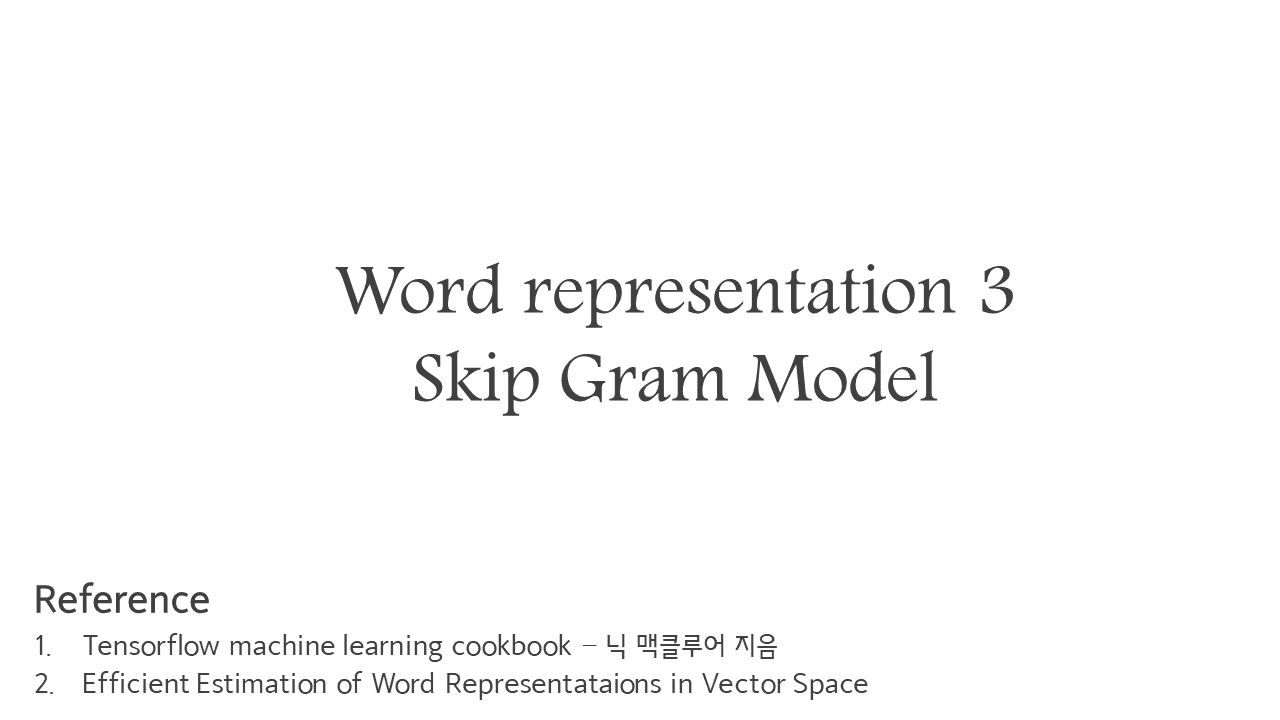 Word representation 3
Skip Gram Model
Reference
1. Tensorflow machine learning cookbook – 닉 맥클루어 지음
2. Efficient Estimation of Word Representataions in Vector Space